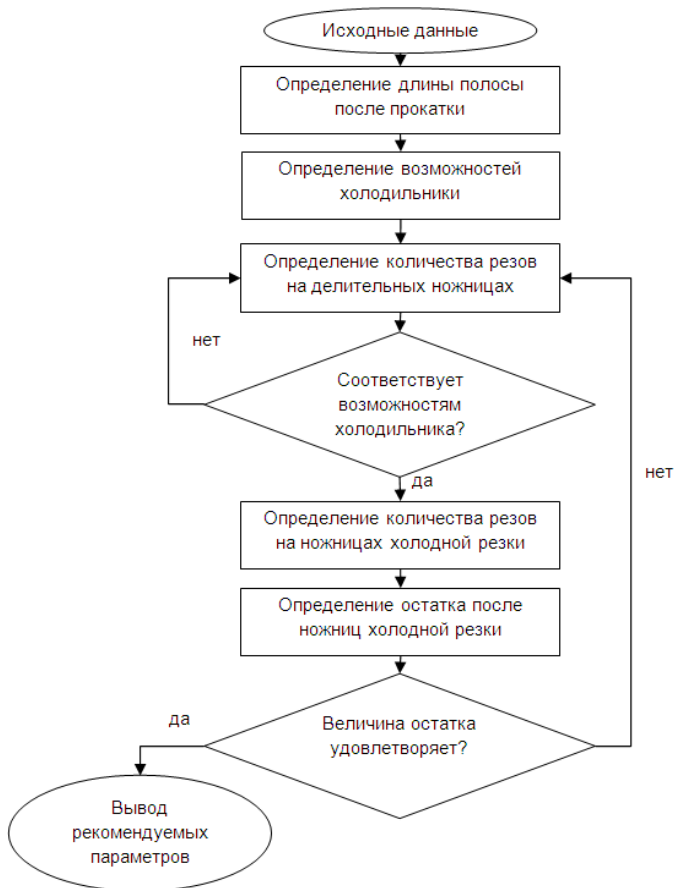 Исходные данные
Определение длины полосы
после прокатки
Определение возможностей
холодильники
Определение количества резов
на делительных ножницах
нет
Соответствует
возможностям
холодильника?
да
нет
Определение количества резов
на ножницах холодной резки
Определение остатка после
ножниц холодной резки
да
Величина остатка
удовлетворяет?
Вывод
рекомендуемых
параметров